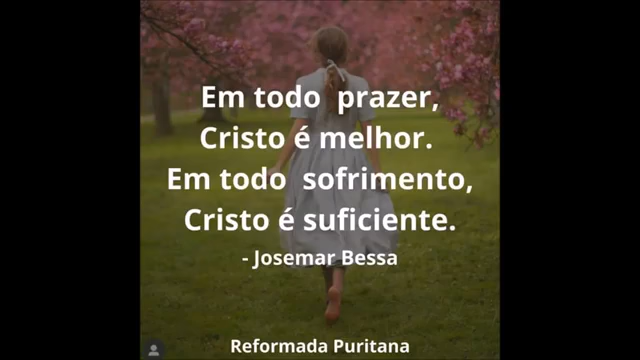 Em todo prazer,
Cristo é melhor.
Em todo sofrimento,
Cristo é suficiente.
- Josemar Bessa
Reformada Puritana